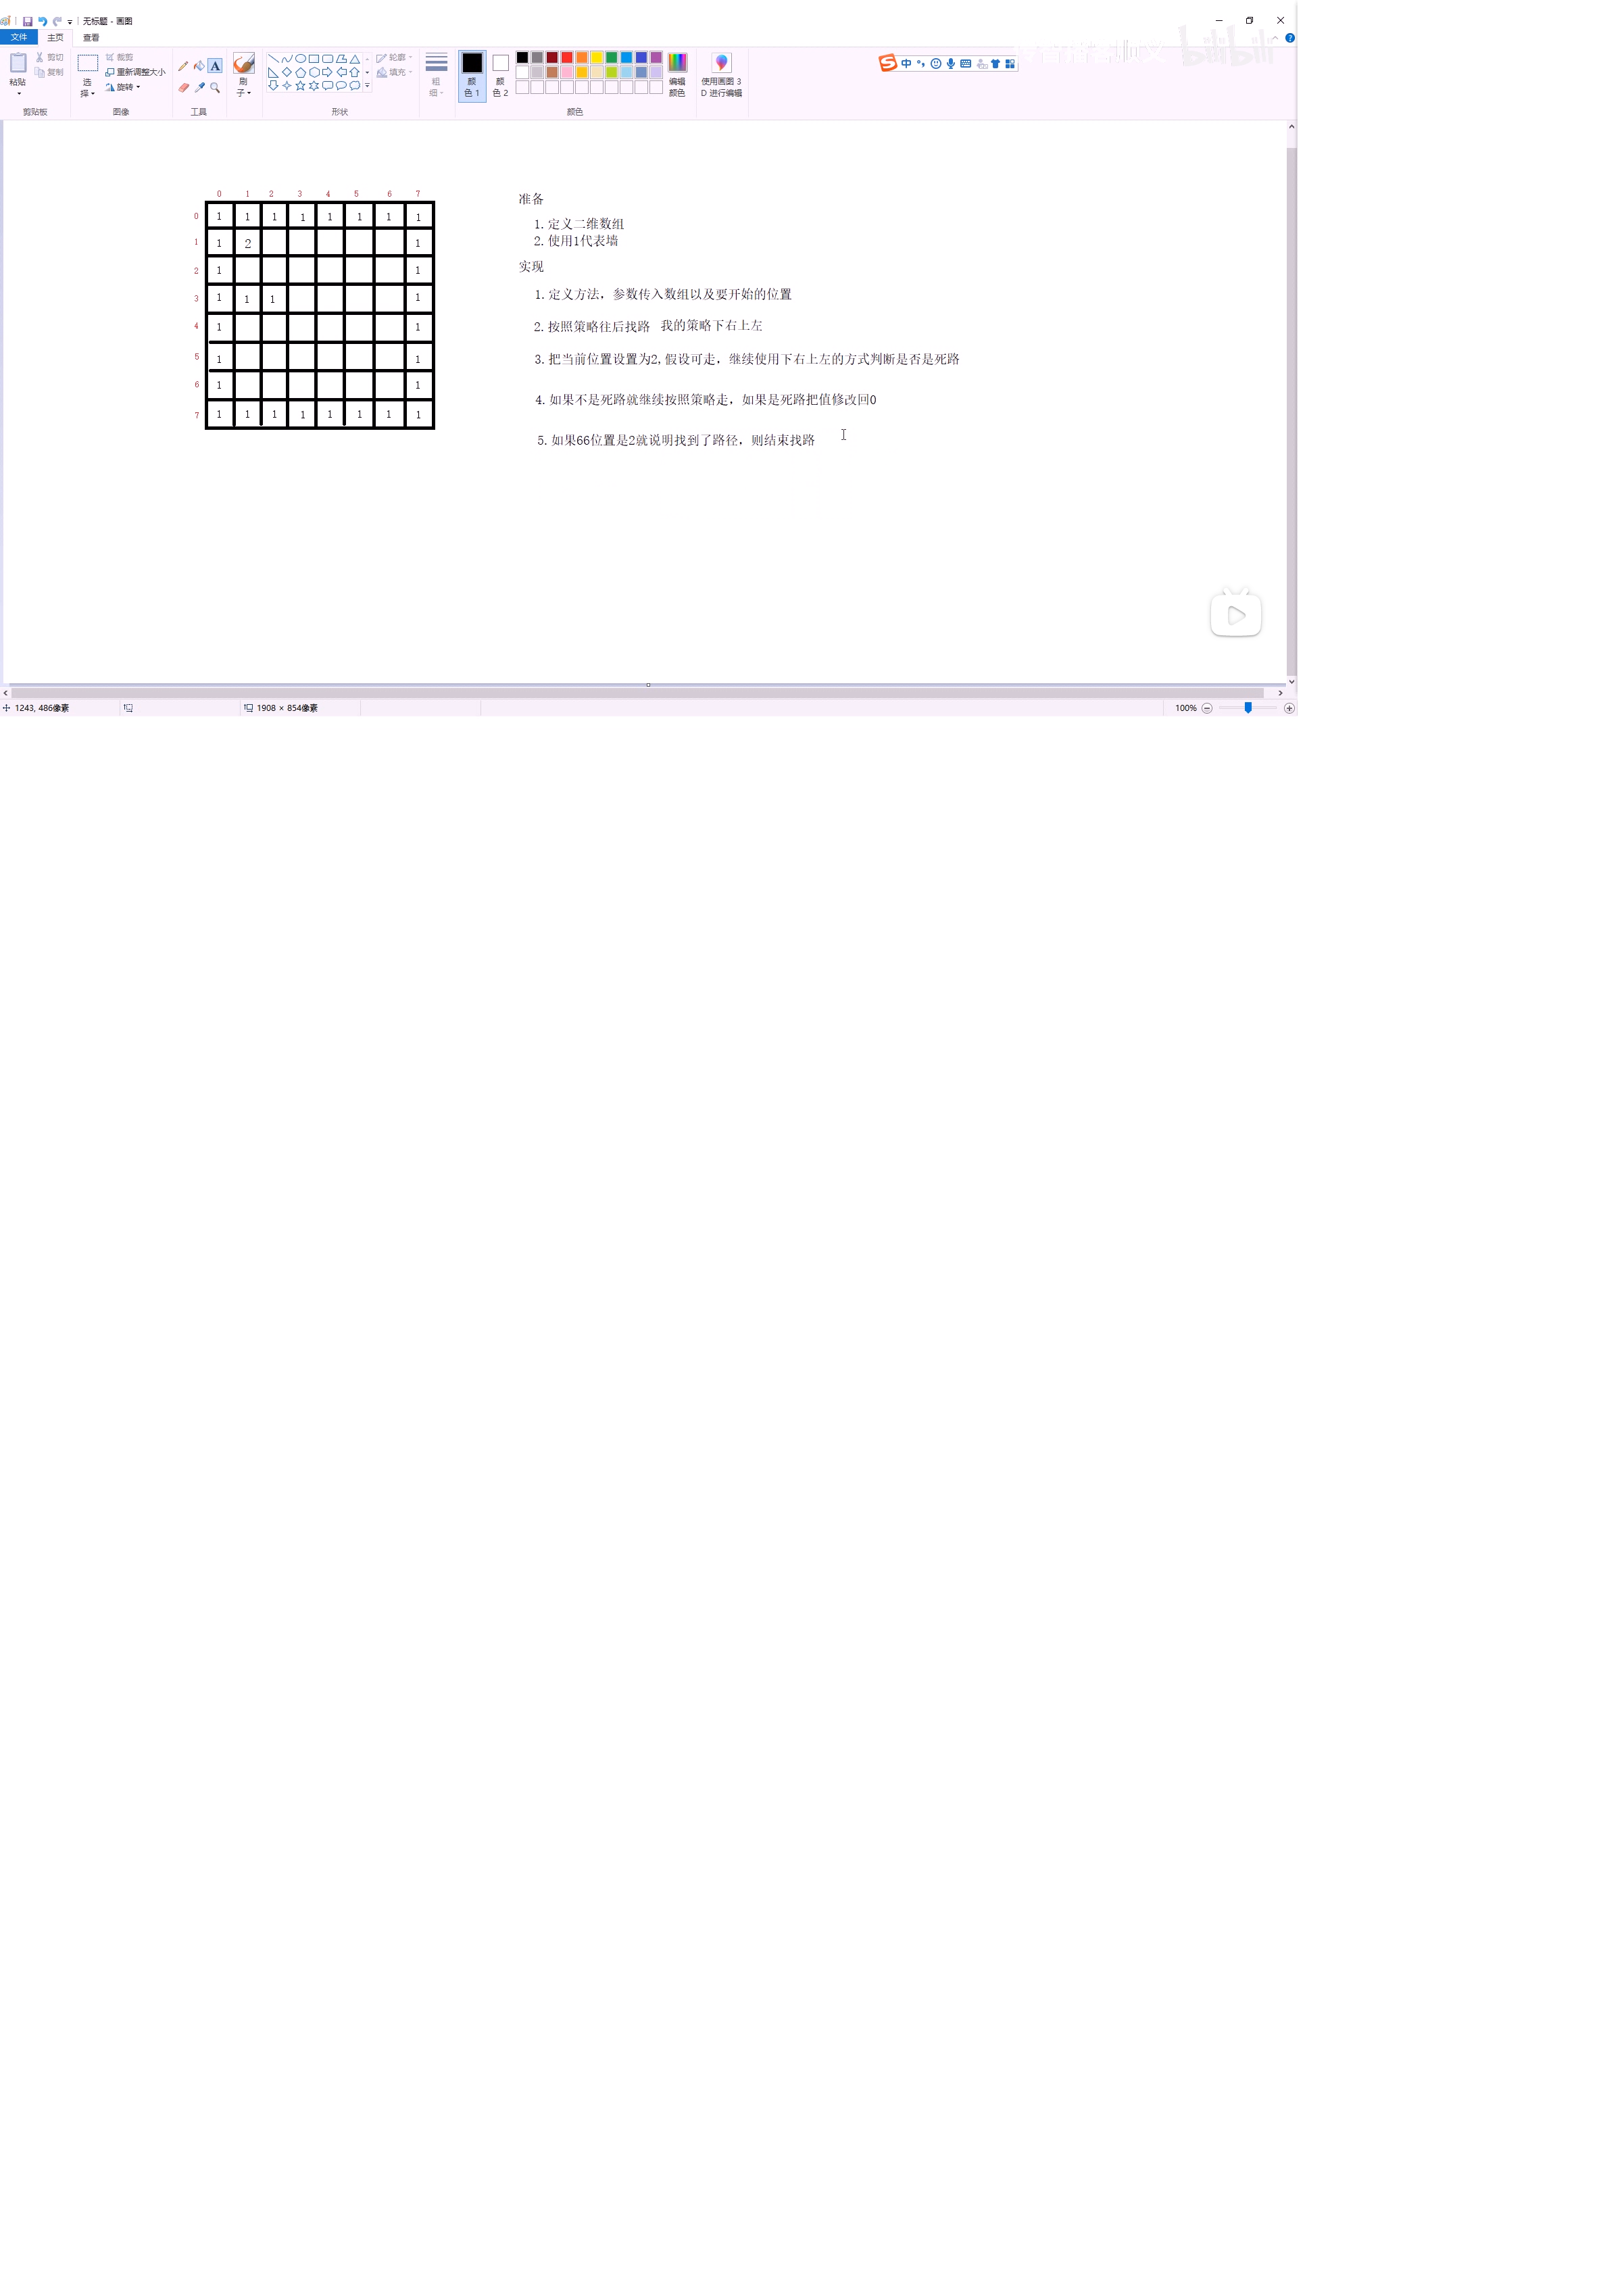 无标题 - 画图
文件 主页 查看
粘贴 剪切 复制 剪贴板
选择 裁剪 重新调整大小 旋转 图像
A 工具
刷子
形状 轮廓 填充
粗细
颜色 1 颜色 2 编辑颜色 颜色
使用画图 3D 进行编辑
中
bilibili
0 1 2 3 4 5 6 7
0 1 1 1 1 1 1 1 1
1 1 2 1
2 1 1
3 1 1 1 1
4 1 1
5 1 1
6 1 1
7 1 1 1 1 1 1 1 1
准备
1. 定义二维数组
2. 使用1代表墙
实现
1. 定义方法，参数传入数组以及要开始的位置
2. 按照策略往后找路 我的策略下右上左
3. 把当前位置设置为2,假设可走，继续使用下右上左的方式判断是否是死路
4. 如果不是死路就继续按照策略走，如果是死路把值修改回0
5. 如果66位置是2就说明找到了路径，则结束找路
1243, 486像素 1908 × 854像素 100%